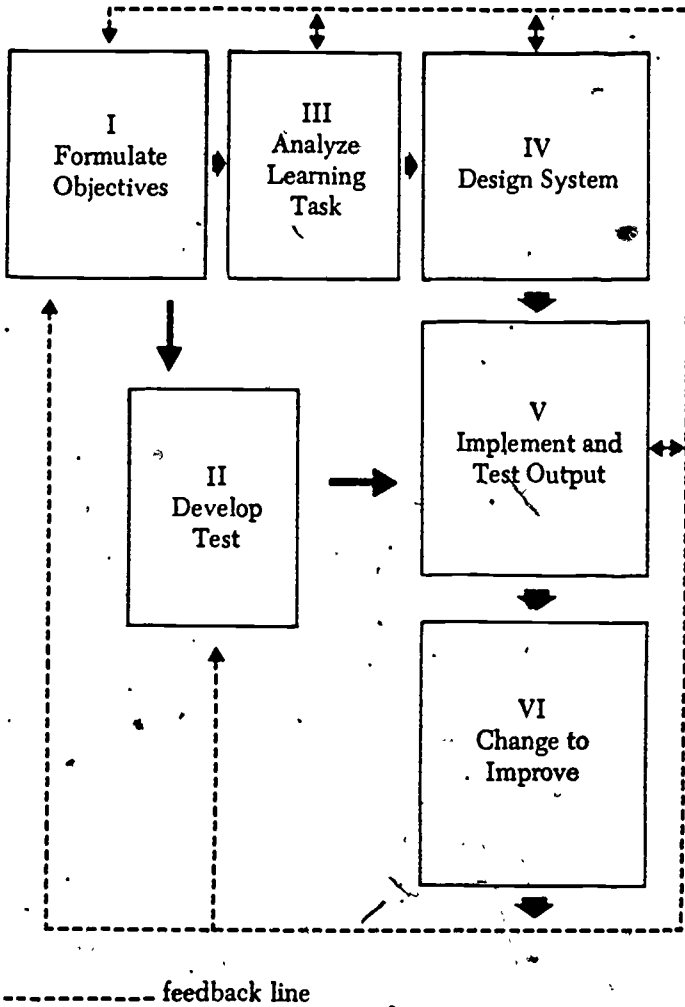 I
Formulate
Objectives
III
Analyze
Learning
Task
IV
Design System
II
Develop
Test
V
Implement and
Test Output
VI
Change to
Improve
feedback line